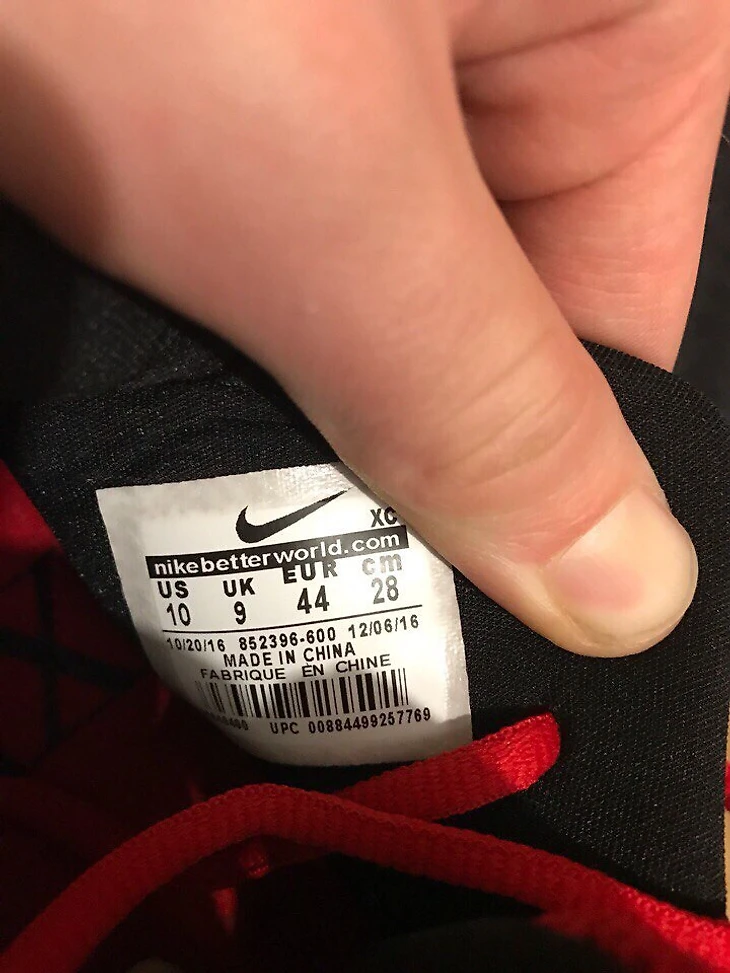 XC
nikebetterworld.com
US UK EUR cm
10 9 44 28
10/20/16 852396-600 12/06/16
MADE IN CHINA
FABRIQUE EN CHINE
UPC 00884499257769